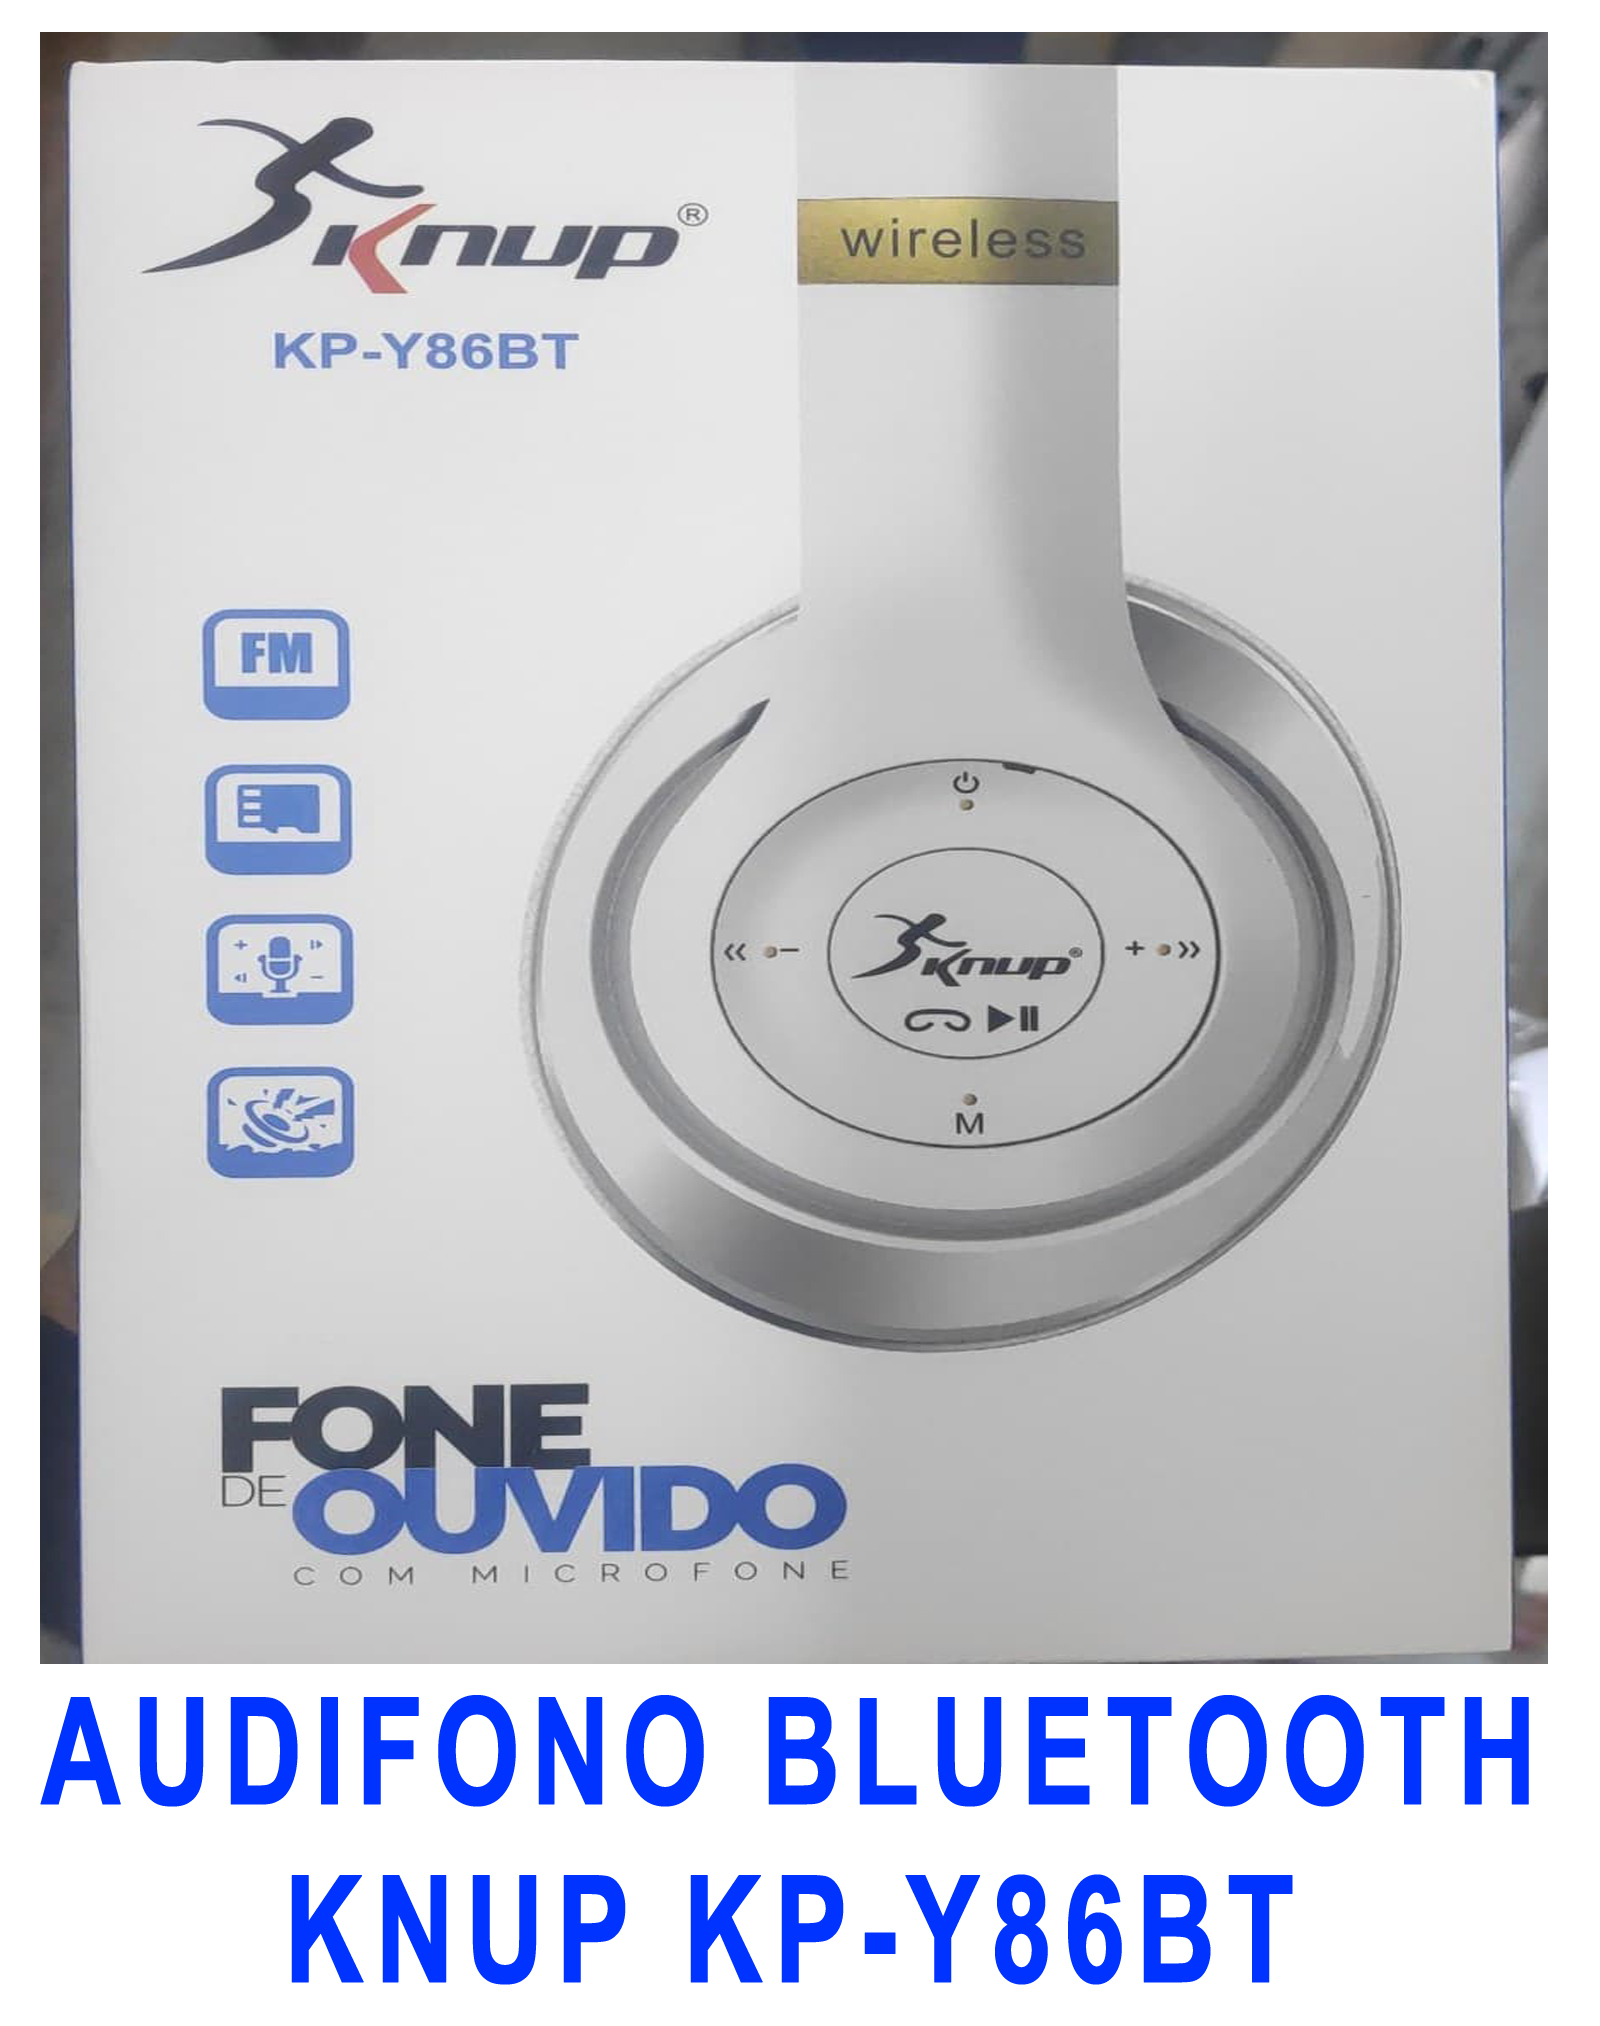 Knup®
KP-Y86BT
wireless
FM
Knup®
M
FONE
DE OUVIDO
COM MICROFONE
AUDIFONO BLUETOOTH
KNUP KP-Y86BT